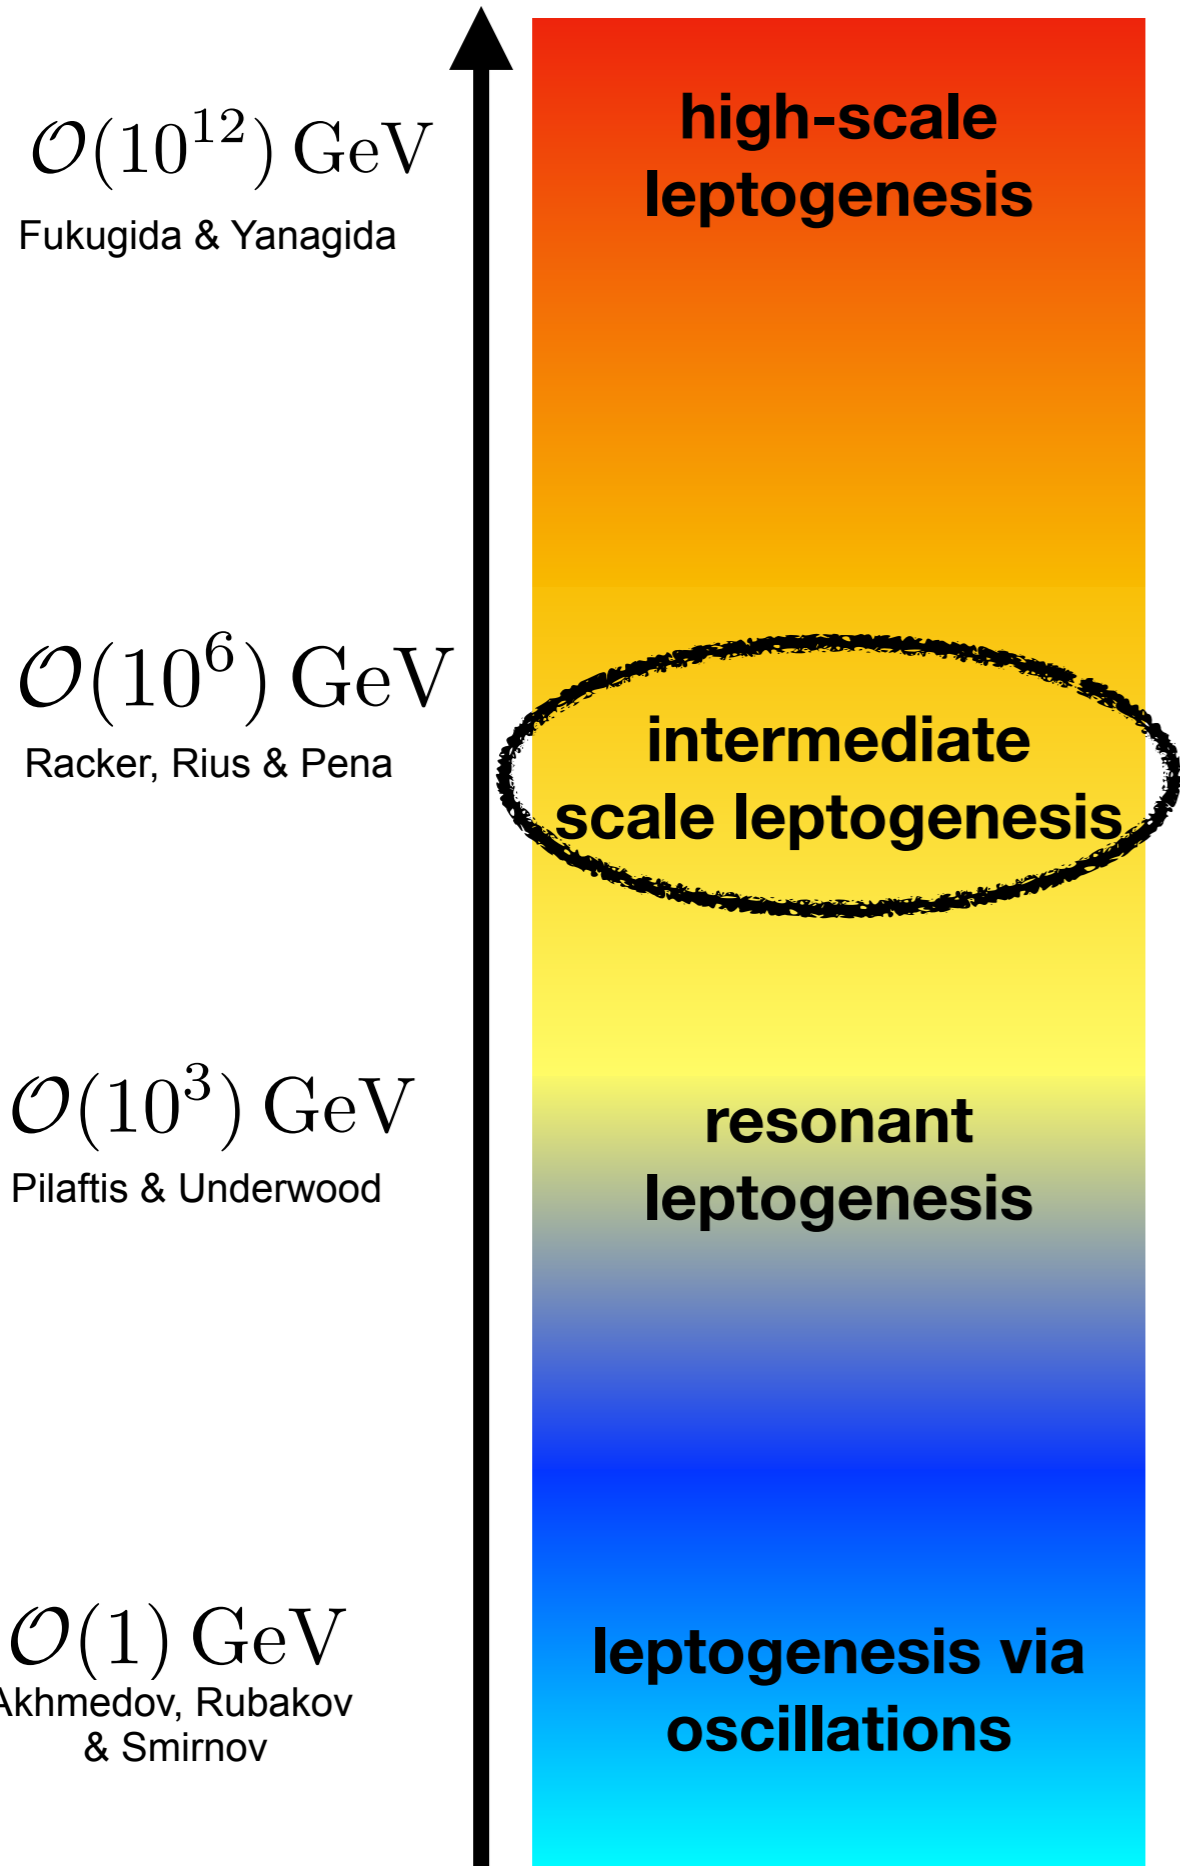 𝒪(10¹²) GeV
Fukugida & Yanagida
high-scale
leptogenesis
𝒪(10⁶) GeV
Racker, Rius & Pena
intermediate
scale leptogenesis
𝒪(10³) GeV
Pilaftis & Underwood
resonant
leptogenesis
𝒪(1) GeV
Akhmedov, Rubakov
& Smirnov
leptogenesis via
oscillations